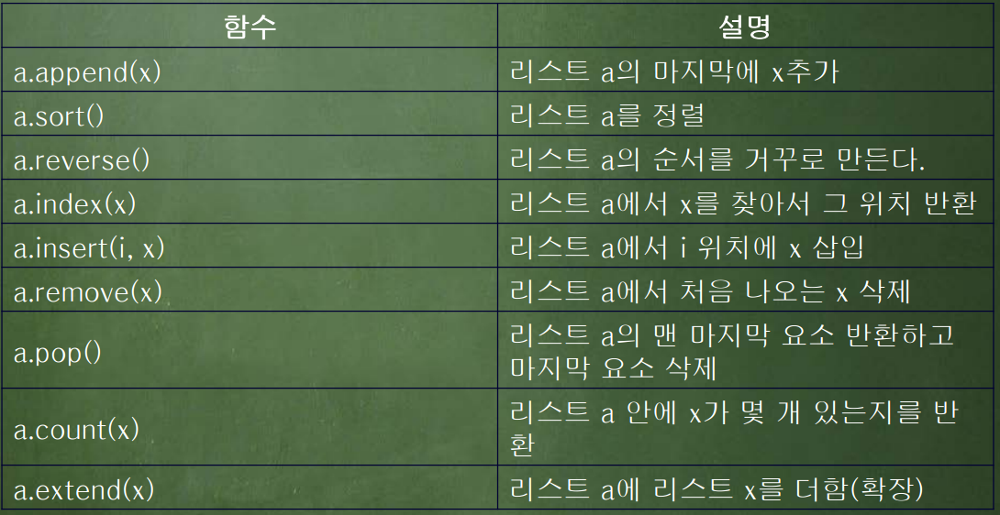 함수 설명
a.append(x) 리스트 a의 마지막에 x추가
a.sort() 리스트 a를 정렬
a.reverse() 리스트 a의 순서를 거꾸로 만든다.
a.index(x) 리스트 a에서 x를 찾아서 그 위치 반환
a.insert(i, x) 리스트 a에서 i 위치에 x 삽입
a.remove(x) 리스트 a에서 처음 나오는 x 삭제
a.pop() 리스트 a의 맨 마지막 요소 반환하고
마지막 요소 삭제
a.count(x) 리스트 a 안에 x가 몇 개 있는지를 반
환
a.extend(x) 리스트 a에 리스트 x를 더함(확장)